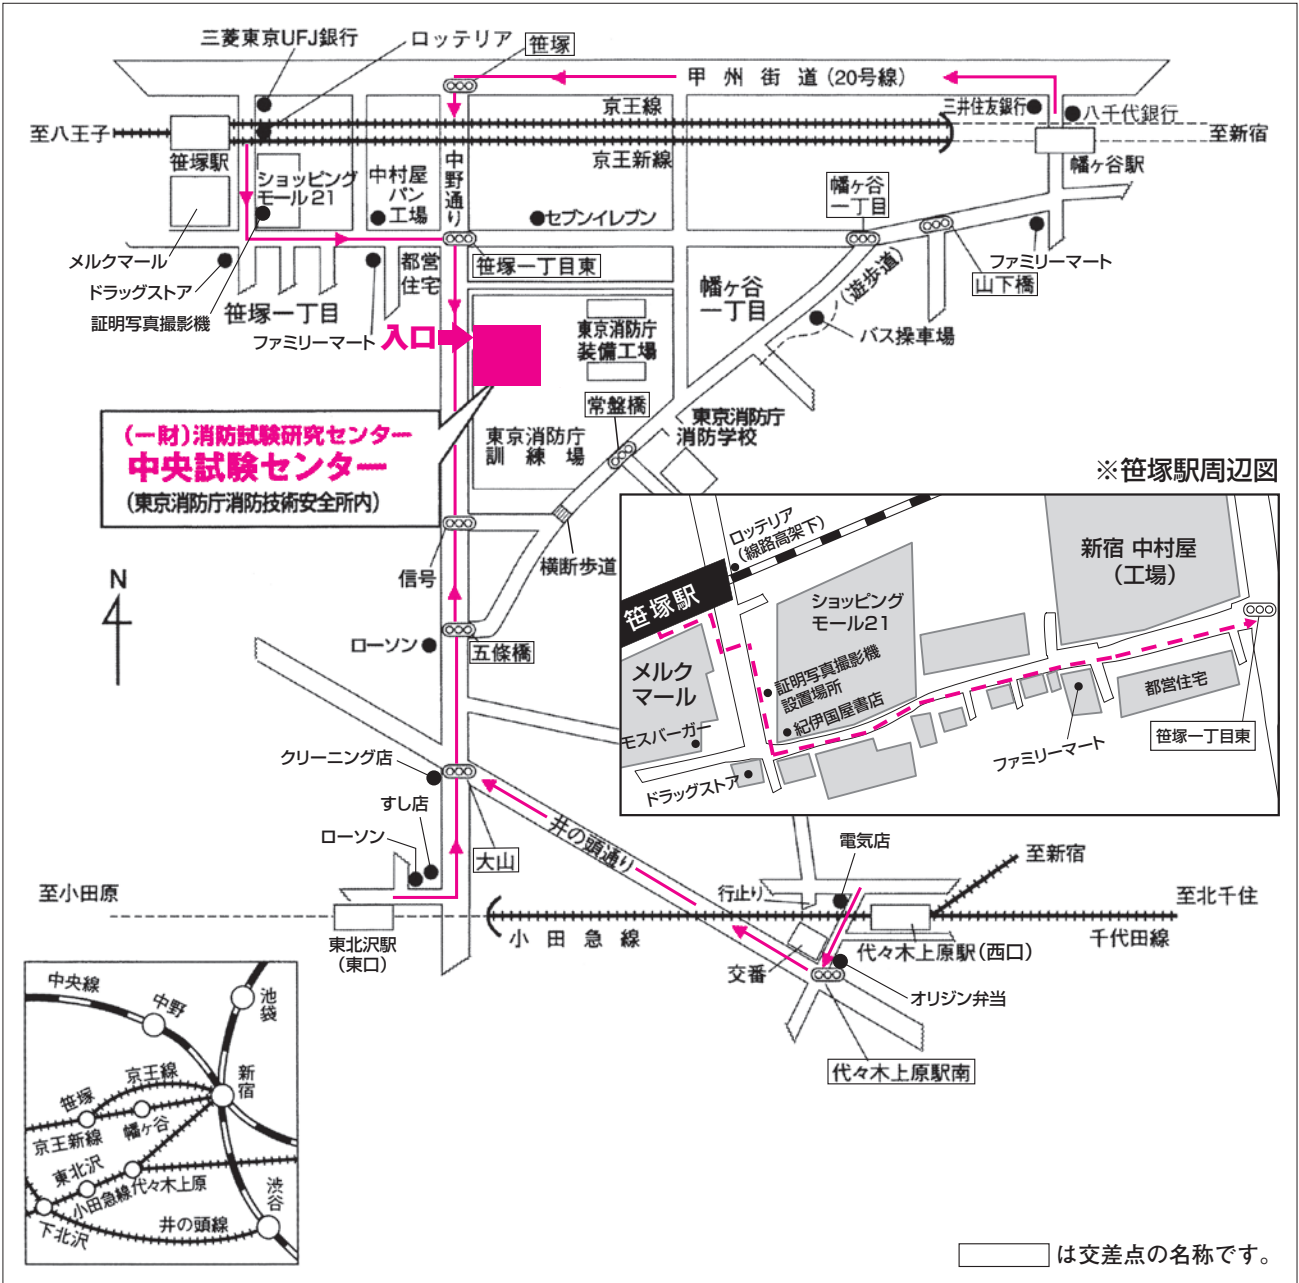 三菱東京UFJ銀行
ロッテリア
笹塚
甲州街道(20号線)
京王線
三井住友銀行
八千代銀行
至八王子
至新宿
笹塚駅
京王新線
幡ヶ谷駅
ショッピング
モール21
中村屋
パン
工場
中野通り
セブンイレブン
幡ヶ谷
一丁目
メルクマール
ドラッグストア
証明写真撮影機
笹塚一丁目
都営
住宅
笹塚一丁目東
ファミリーマート
山下橋
幡ヶ谷
一丁目
(遊歩道)
バス操車場
ファミリーマート
入口
東京消防庁
装備工場
常盤橋
東京消防庁
消防学校
東京消防庁
訓練場
(一財)消防試験研究センター
中央試験センター
(東京消防庁消防技術安全所内)
信号
横断歩道
N
ローソン
五條橋
※笹塚駅周辺図
ロッテリア
(線路高架下)
新宿 中村屋
(工場)
笹塚駅
ショッピング
モール21
メルク
マール
証明写真撮影機
設置場所
紀伊国屋書店
モスバーガー
ドラッグストア
ファミリーマート
都営住宅
笹塚一丁目東
クリーニング店
すし店
ローソン
大山
井の頭通り
電気店
至新宿
行止り
至小田原
至北千住
東北沢駅
(東口)
小田急線
代々木上原駅(西口)
千代田線
交番
オリジン弁当
代々木上原駅南
中央線
中野
池袋
新宿
京王線
笹塚
京王新線
幡ヶ谷
東北沢
小田急線
代々木上原
下北沢
井の頭線
渋谷
は交差点の名称です。